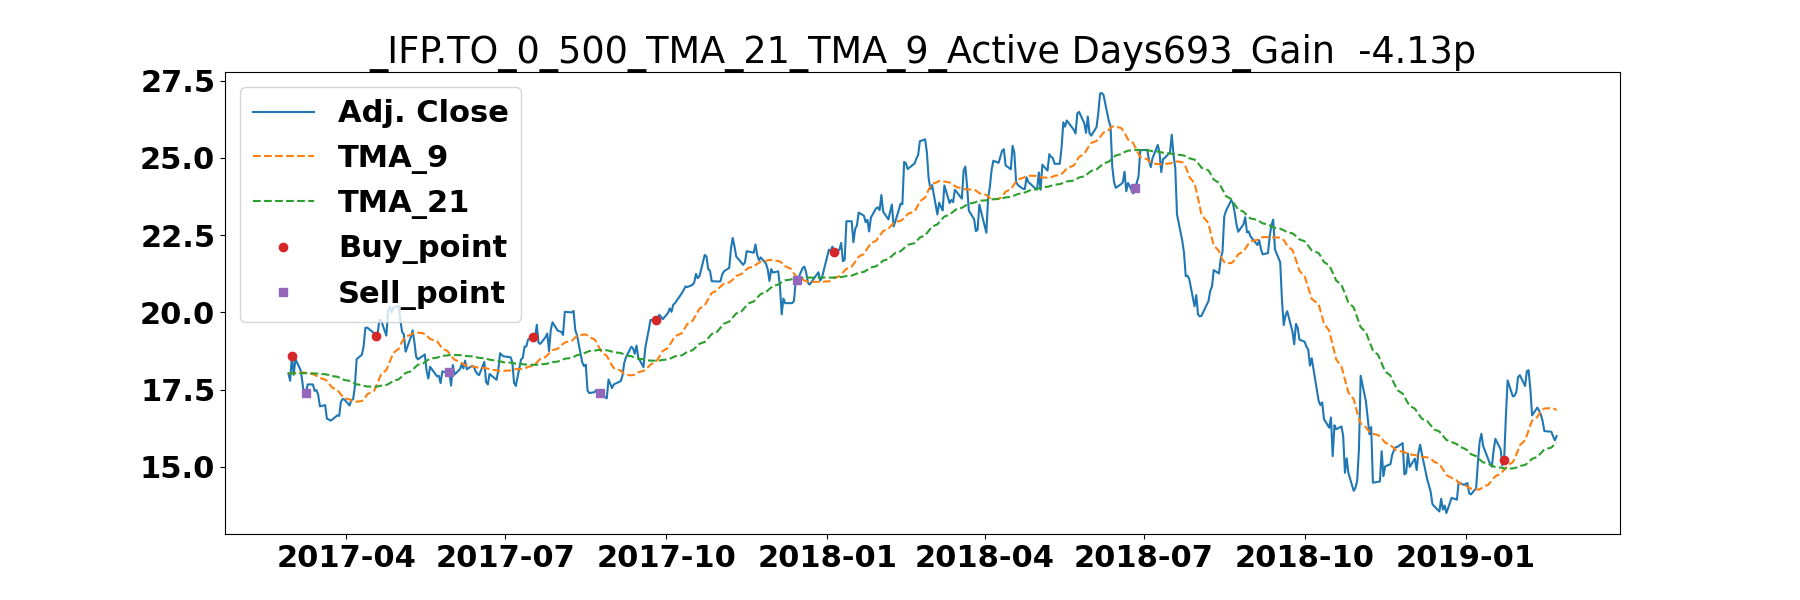 _IFP.TO_0_500_TMA_21_TMA_9_Active Days693_Gain  -4.13p
27.5
25.0
22.5
20.0
17.5
15.0
Adj. Close
TMA_9
TMA_21
Buy_point
Sell_point
2017-04 2017-07 2017-10 2018-01 2018-04 2018-07 2018-10 2019-01